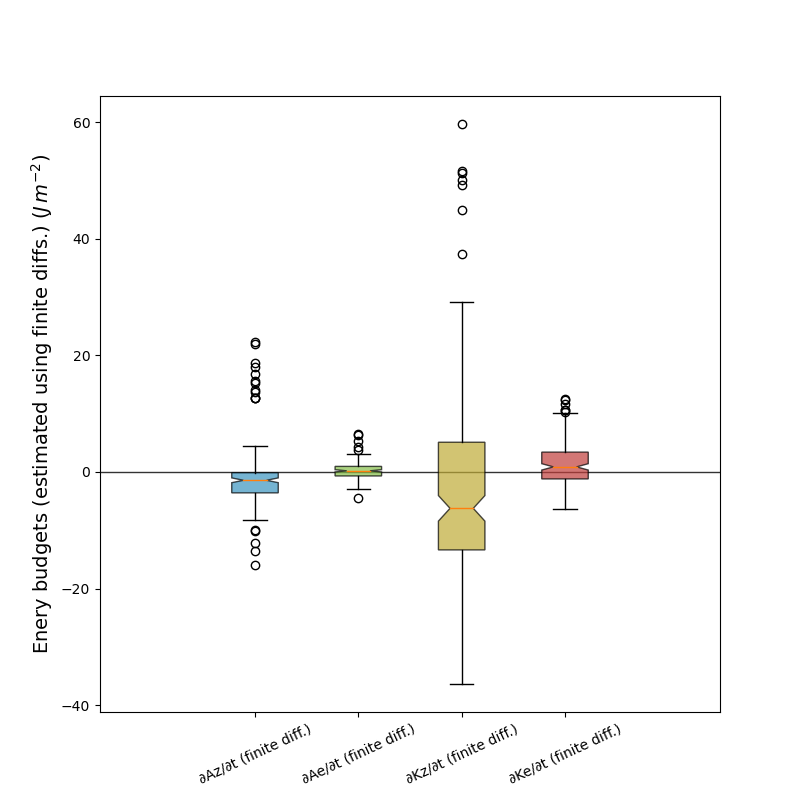 Enery budgets (estimated using finite diffs.) (J m⁻²)
60
40
20
0
−20
−40
∂Az/∂t (finite diff.)
∂Ae/∂t (finite diff.)
∂Kz/∂t (finite diff.)
∂Ke/∂t (finite diff.)